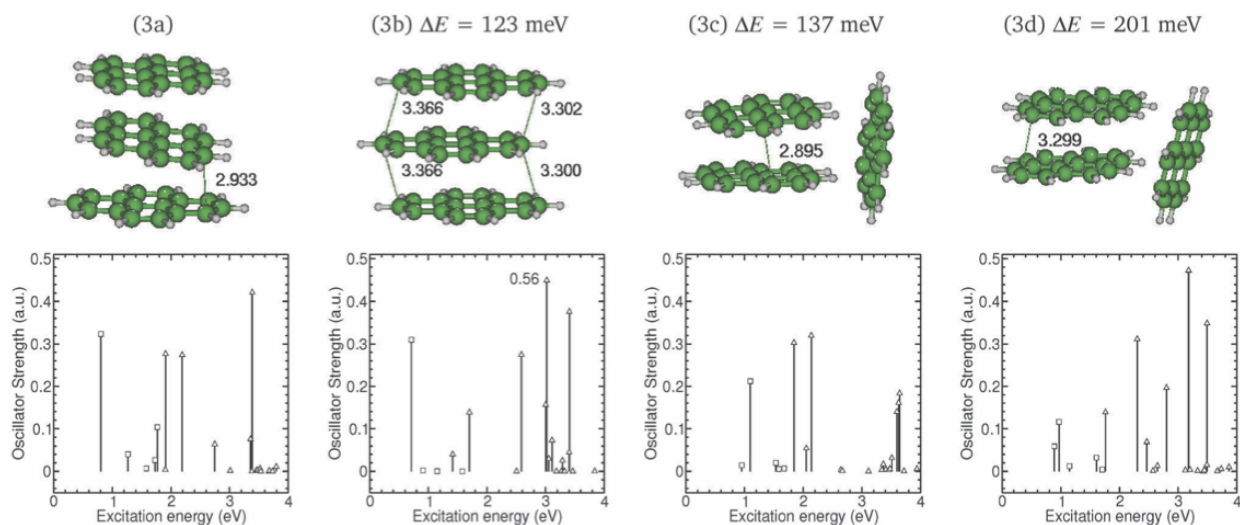 (3a)
(3b) ΔE = 123 meV
(3c) ΔE = 137 meV
(3d) ΔE = 201 meV
2.933
3.366
3.302
3.366
3.300
2.895
3.299
Oscillator Strength (a.u.)
0.5
0.4
0.3
0.2
0.1
0
0 1 2 3 4
Excitation energy (eV)
Oscillator Strength (a.u.)
0.5
0.4
0.3
0.2
0.1
0
0.56
0 1 2 3 4
Excitation energy (eV)
Oscillator Strength (a.u.)
0.5
0.4
0.3
0.2
0.1
0
0 1 2 3 4
Excitation energy (eV)
Oscillator Strength (a.u.)
0.5
0.4
0.3
0.2
0.1
0
0 1 2 3 4
Excitation energy (eV)